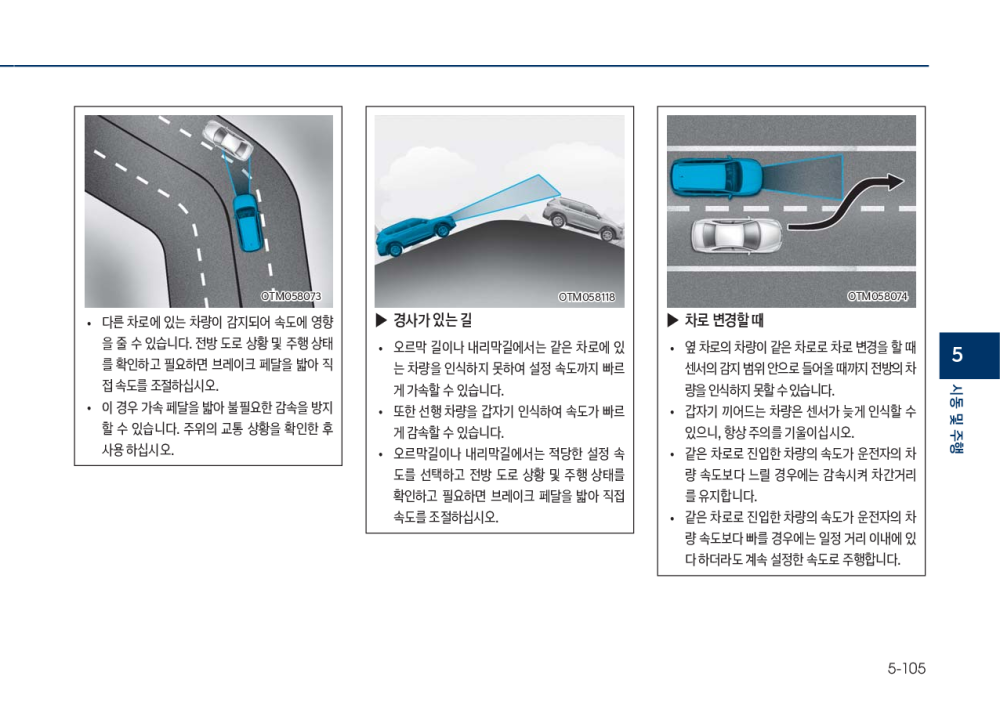 OTM058073
• 다른 차로에 있는 차량이 감지되어 속도에 영향
을 줄 수 있습니다. 전방 도로 상황 및 주행 상태
를 확인하고 필요하면 브레이크 페달을 밟아 직
접 속도를 조절하십시오.
• 이 경우 가속 페달을 밟아 불필요한 감속을 방지
할 수 있습니다. 주위의 교통 상황을 확인한 후
사용 하십시오.
OTM058118
▶ 경사가 있는 길
• 오르막 길이나 내리막길에서는 같은 차로에 있
는 차량을 인식하지 못하여 설정 속도까지 빠르
게 가속할 수 있습니다.
• 또한 선행 차량을 갑자기 인식하여 속도가 빠르
게 감속할 수 있습니다.
• 오르막길이나 내리막길에서는 적당한 설정 속
도를 선택하고 전방 도로 상황 및 주행 상태를
확인하고 필요하면 브레이크 페달을 밟아 직접
속도를 조절하십시오.
OTM058074
▶ 차로 변경할 때
• 옆 차로의 차량이 같은 차로로 차로 변경을 할 때
센서의 감지 범위 안으로 들어올 때까지 전방의 차
량을 인식하지 못할 수 있습니다.
• 갑자기 끼어드는 차량은 센서가 늦게 인식할 수
있으니, 항상 주의를 기울이십시오.
• 같은 차로로 진입한 차량의 속도가 운전자의 차
량 속도보다 느릴 경우에는 감속시켜 차간거리
를 유지합니다.
• 같은 차로로 진입한 차량의 속도가 운전자의 차
량 속도보다 빠를 경우에는 일정 거리 이내에 있
다 하더라도 계속 설정한 속도로 주행합니다.
5
시동 및 주행
5-105